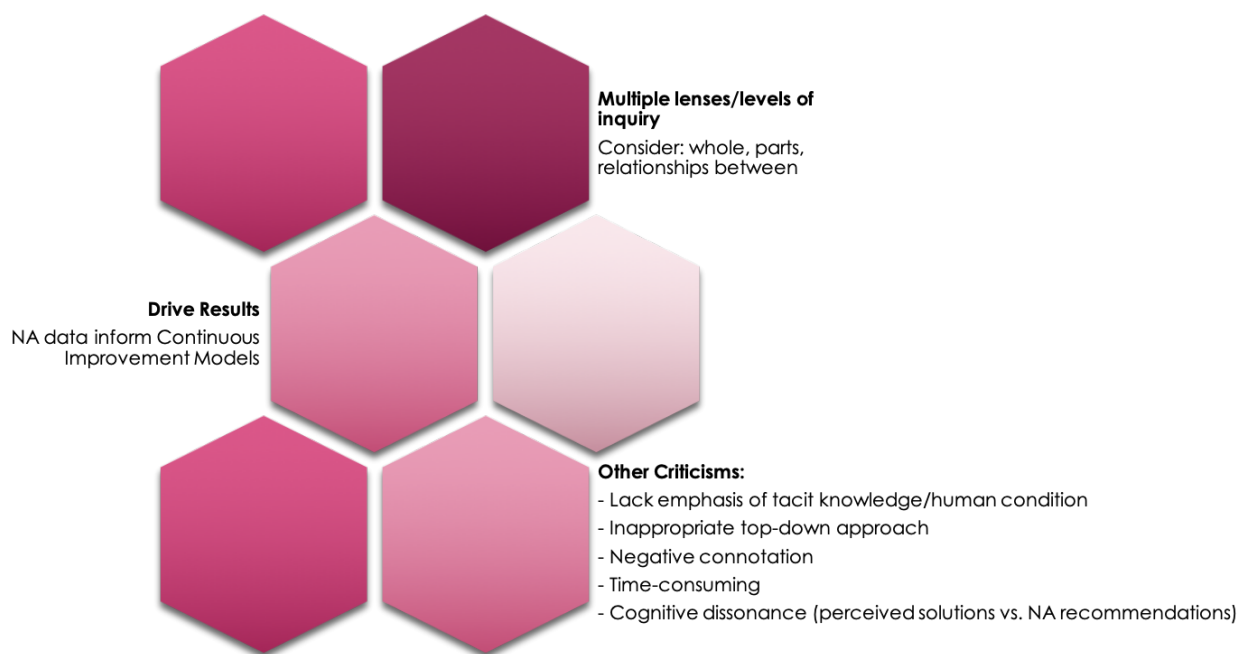 Multiple lenses/levels of
inquiry
Consider: whole, parts,
relationships between
Drive Results
NA data inform Continuous
Improvement Models
Other Criticisms:
- Lack emphasis of tacit knowledge/human condition
- Inappropriate top-down approach
- Negative connotation
- Time-consuming
- Cognitive dissonance (perceived solutions vs. NA recommendations)